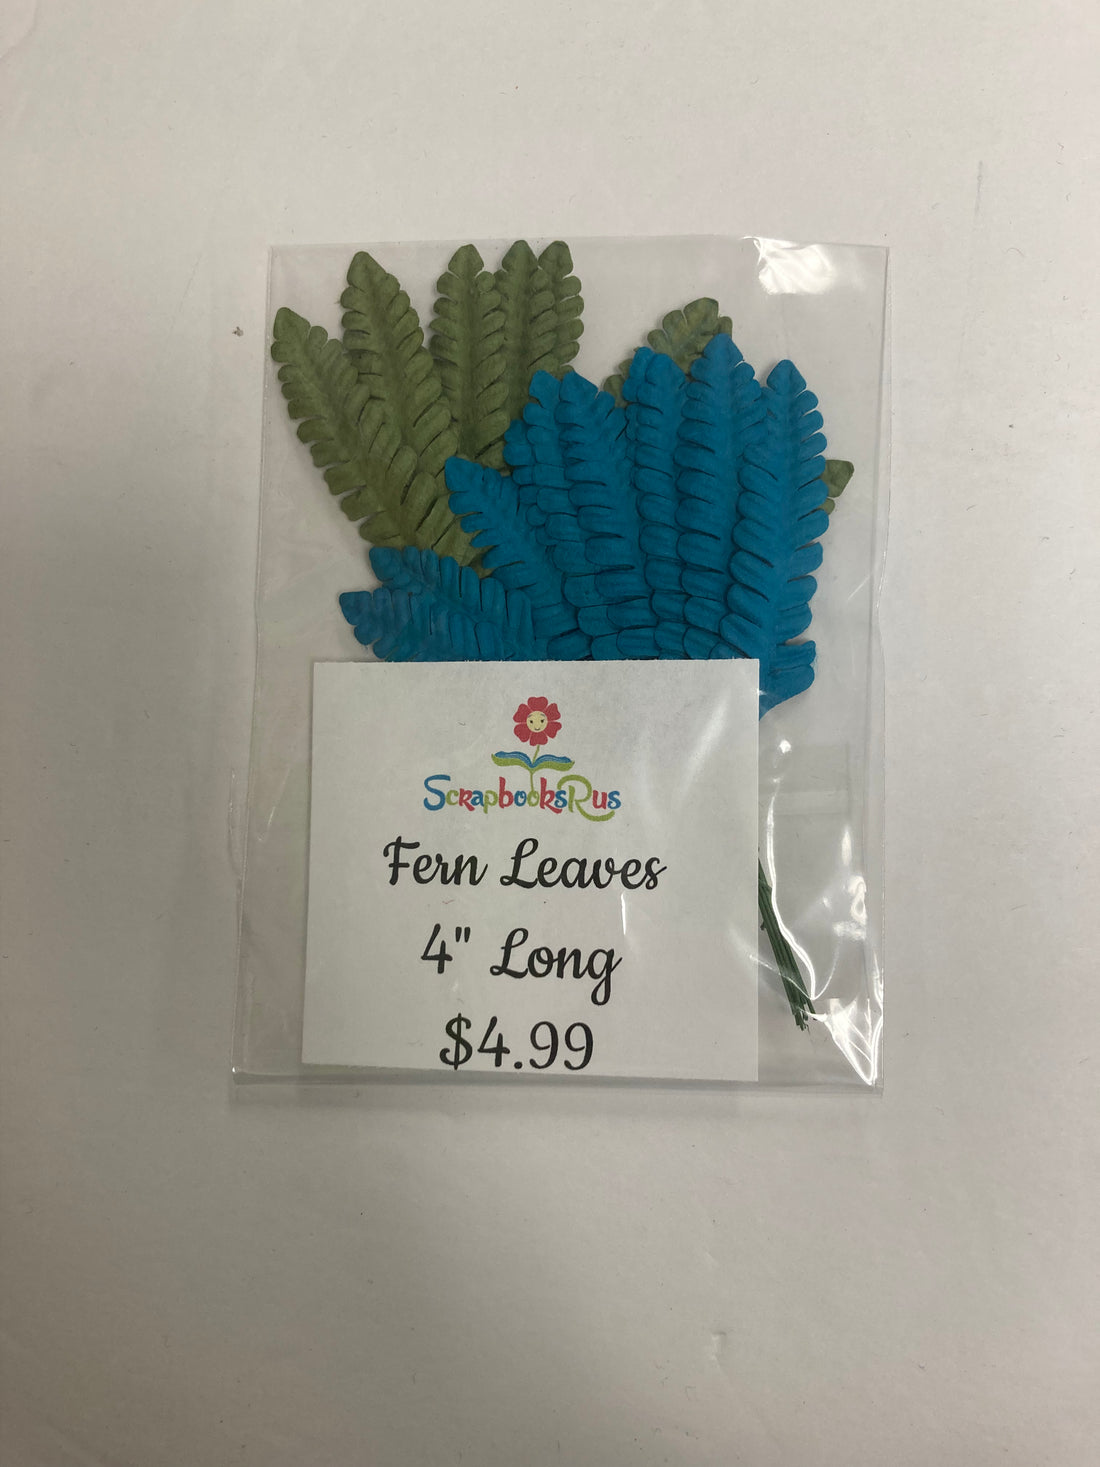 ScrapbooksRus
Fern Leaves
4" Long
$4.99